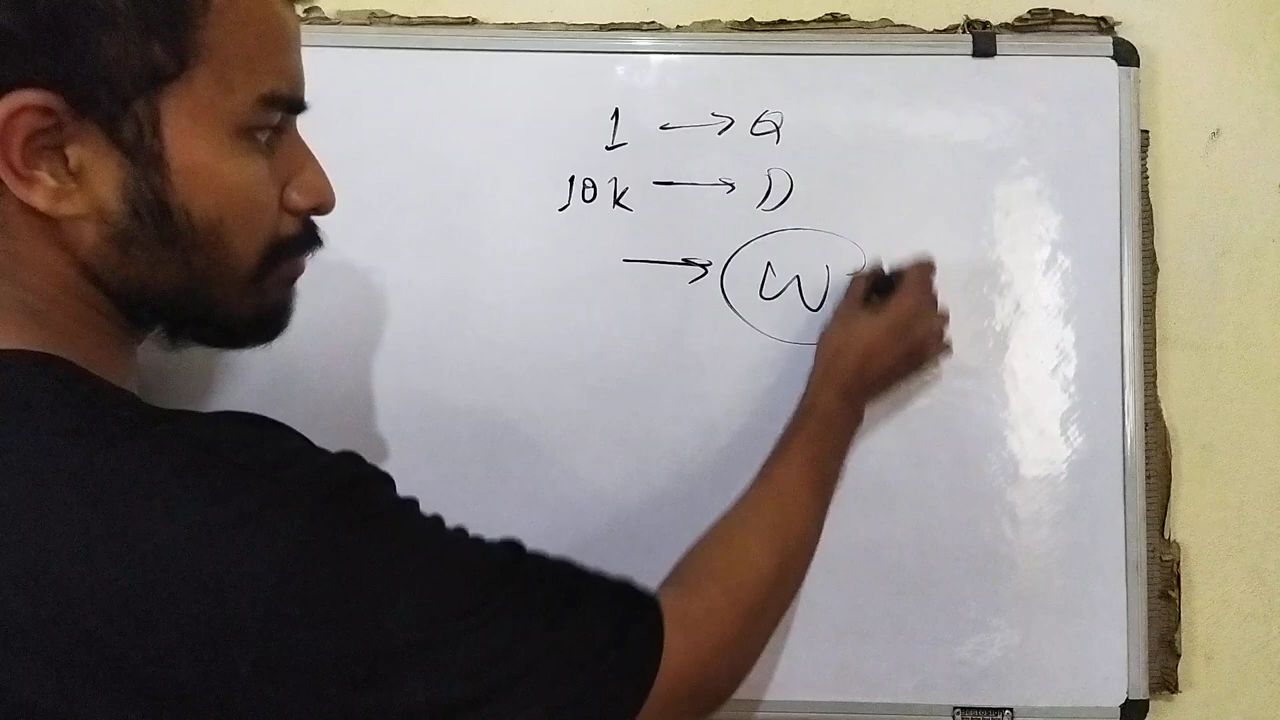 1 ↔ Q
10k → D
→ W